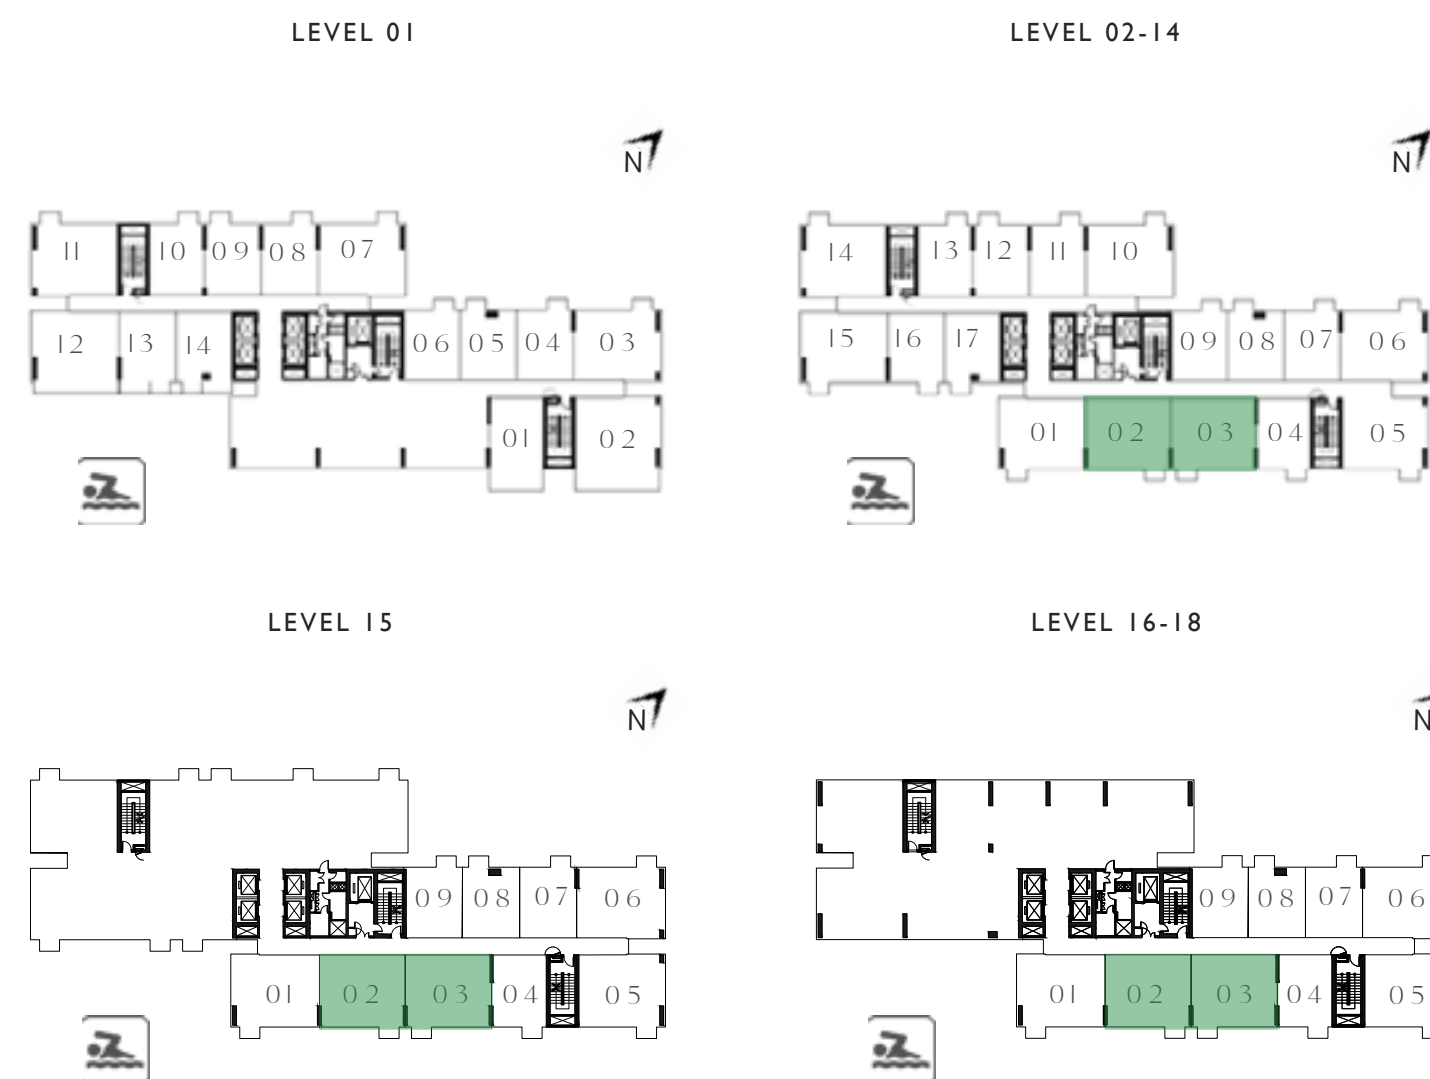 LEVEL 01
LEVEL 02-14
N
N
11 10 09 08 07
14 13 12 11 10
12 13 14 06 05 04 03
15 16 17 09 08 07 06
01 02
01 02 03 04 05
LEVEL 15
LEVEL 16-18
N
N
09 08 07 06
09 08 07 06
01 02 03 04 05
01 02 03 04 05